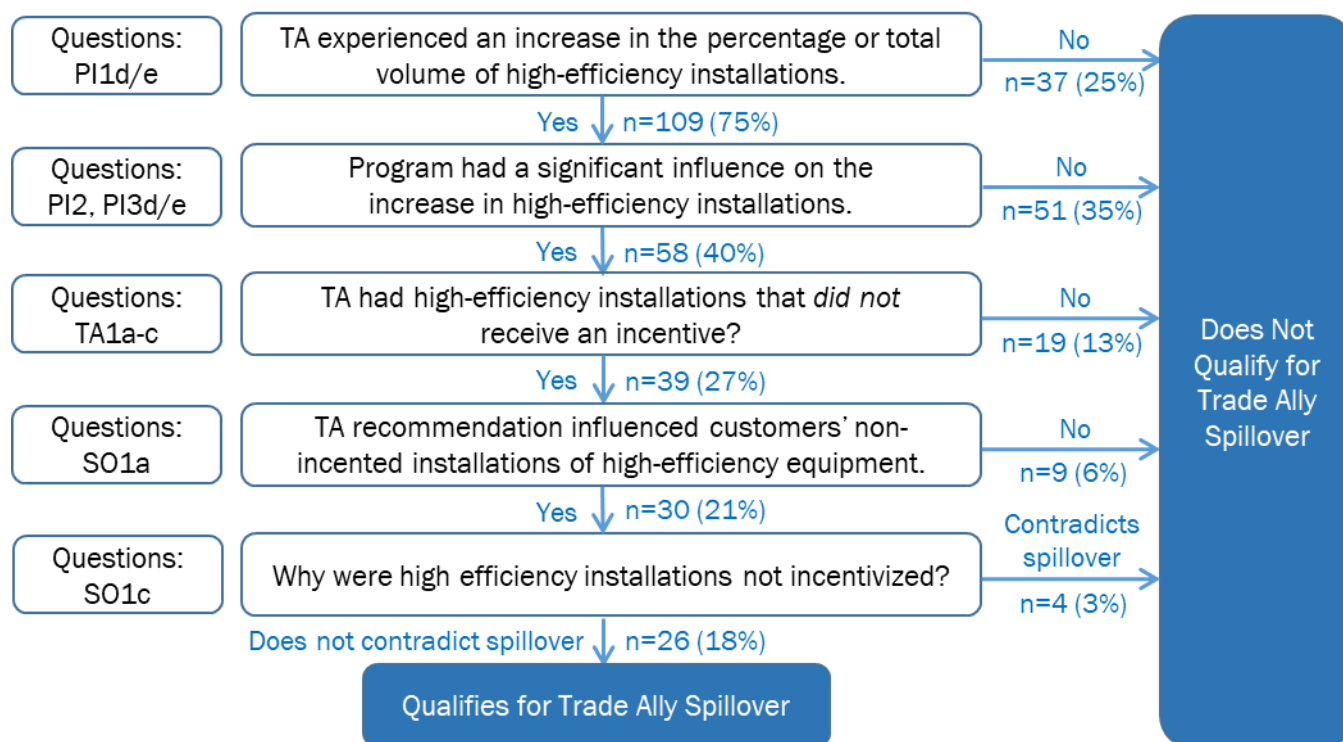 Questions:
PI1d/e
TA experienced an increase in the percentage or total
volume of high-efficiency installations.
No
n=37 (25%)
Yes
n=109 (75%)
Questions:
PI2, PI3d/e
Program had a significant influence on the
increase in high-efficiency installations.
No
n=51 (35%)
Yes
n=58 (40%)
Questions:
TA1a-c
TA had high-efficiency installations that did not
receive an incentive?
No
n=19 (13%)
Yes
n=39 (27%)
Questions:
SO1a
TA recommendation influenced customers’ non-
incented installations of high-efficiency equipment.
No
n=9 (6%)
Yes
n=30 (21%)
Questions:
SO1c
Why were high efficiency installations not incentivized?
Contradicts
spillover
n=4 (3%)
Does not contradict spillover
n=26 (18%)
Qualifies for Trade Ally Spillover
Does Not
Qualify for
Trade Ally
Spillover